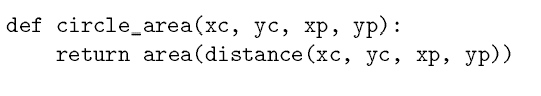 def circle_area(xc, yc, xp, yp):
    return area(distance(xc, yc, xp, yp))